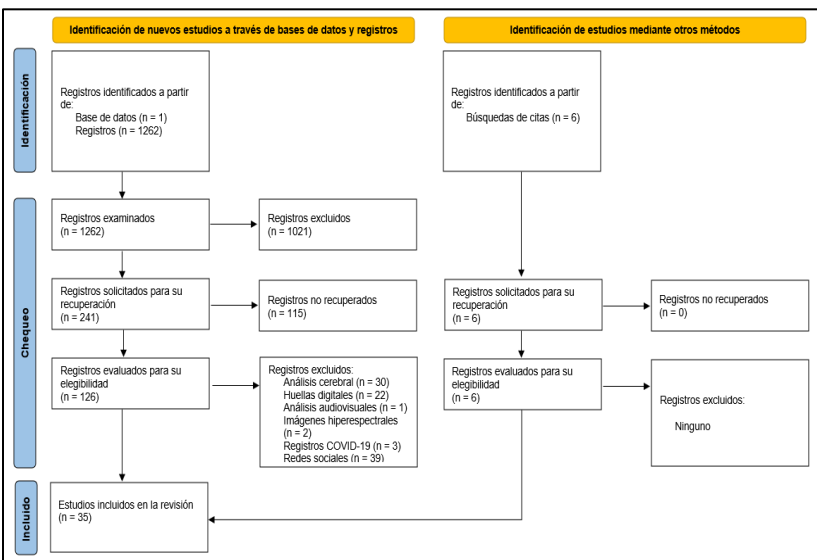 Identificación de nuevos estudios a través de bases de datos y registros
Identificación de estudios mediante otros métodos
Identificación
Registros identificados a partir
de:
Base de datos (n = 1)
Registros (n = 1262)
Registros identificados a partir
de:
Búsquedas de citas (n = 6)
Chequeo
Registros examinados
(n = 1262)
Registros excluidos
(n = 1021)
Registros solicitados para su
recuperación
(n = 241)
Registros no recuperados
(n = 115)
Registros solicitados para su
recuperación
(n = 6)
Registros no recuperados
(n = 0)
Registros evaluados para su
elegibilidad
(n = 126)
Registros excluidos:
Análisis cerebral (n = 30)
Huellas digitales (n = 22)
Análisis audiovisuales (n = 1)
Imágenes hiperespectrales
(n = 2)
Registros COVID-19 (n = 3)
Redes sociales (n = 39)
Registros evaluados para su
elegibilidad
(n = 6)
Registros excluidos:
Ninguno
Incluido
Estudios incluidos en la revisión
(n = 35)